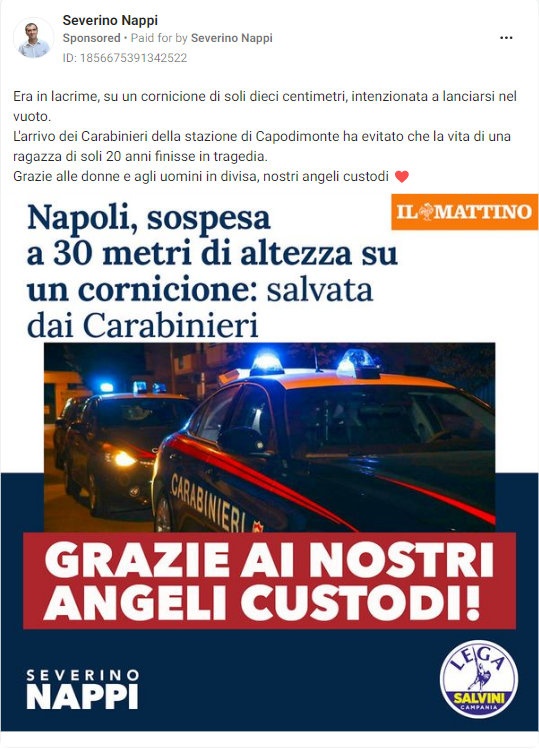 Severino Nappi
Sponsored • Paid for by Severino Nappi
ID: 1856675391342522
Era in lacrime, su un cornicione di soli dieci centimetri, intenzionata a lanciarsi nel
vuoto.
L'arrivo dei Carabinieri della stazione di Capodimonte ha evitato che la vita di una
ragazza di soli 20 anni finisse in tragedia.
Grazie alle donne e agli uomini in divisa, nostri angeli custodi ❤️
IL MATTINO
Napoli, sospesa
a 30 metri di altezza su
un cornicione: salvata
dai Carabinieri
CARABINIERI
GRAZIE AI NOSTRI
ANGELI CUSTODI!
SEVERINO
NAPPI
LEGA
SALVINI
CAMPANIA